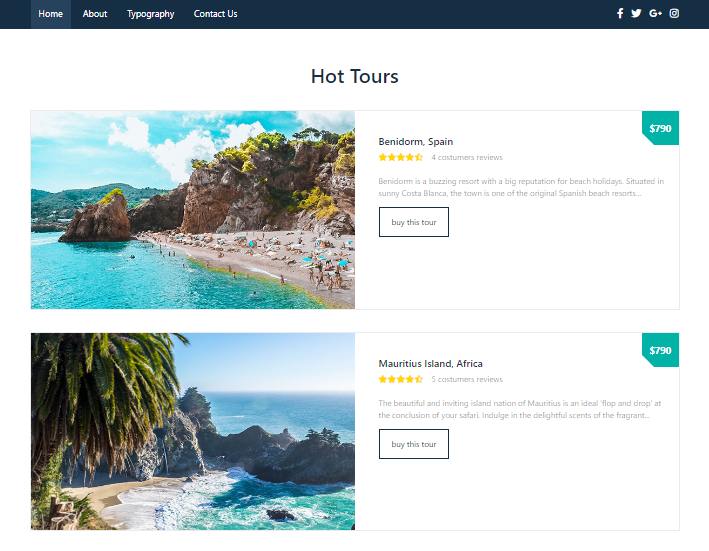 Home About Typography Contact Us
Hot Tours
$790
Benidorm, Spain
4 costumers reviews
Benidorm is a buzzing resort with a big reputation for beach holidays. Situated in
sunny Costa Blanca, the town is one of the original Spanish beach resorts...
buy this tour
$790
Mauritius Island, Africa
5 costumers reviews
The beautiful and inviting island nation of Mauritius is an ideal 'flop and drop' at
the conclusion of your safari. Indulge in the delightful scents of the fragrant...
buy this tour